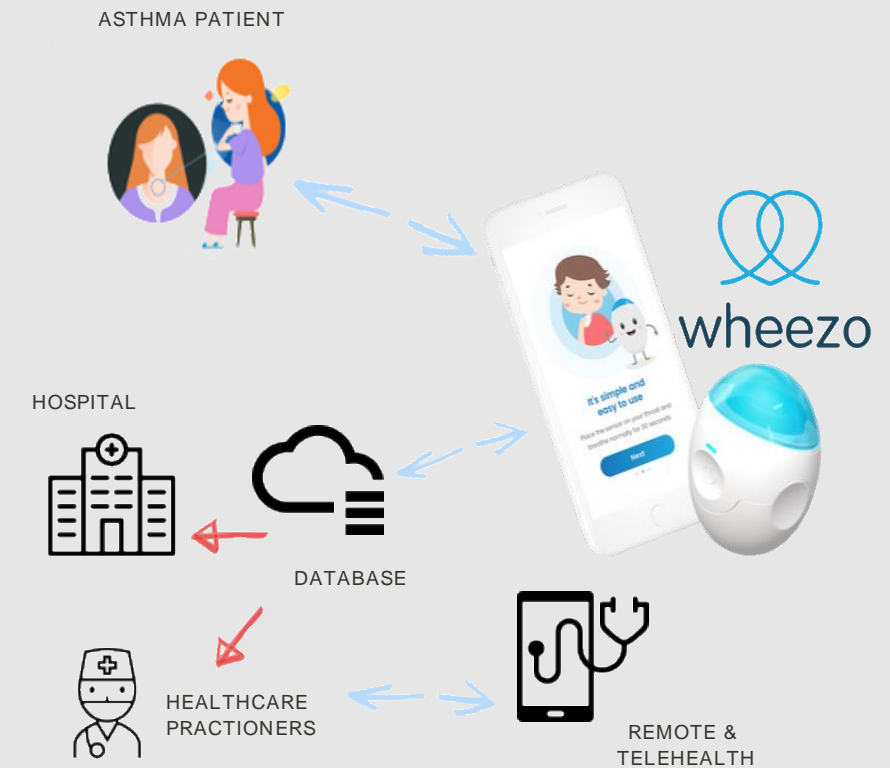 ASTHMA PATIENT
wheezo
It's simple and
easy to use
Place the sensor on your throat and
breathe normally for 30 seconds
Next
HOSPITAL
DATABASE
HEALTHCARE
PRACTIONERS
REMOTE &
TELEHEALTH